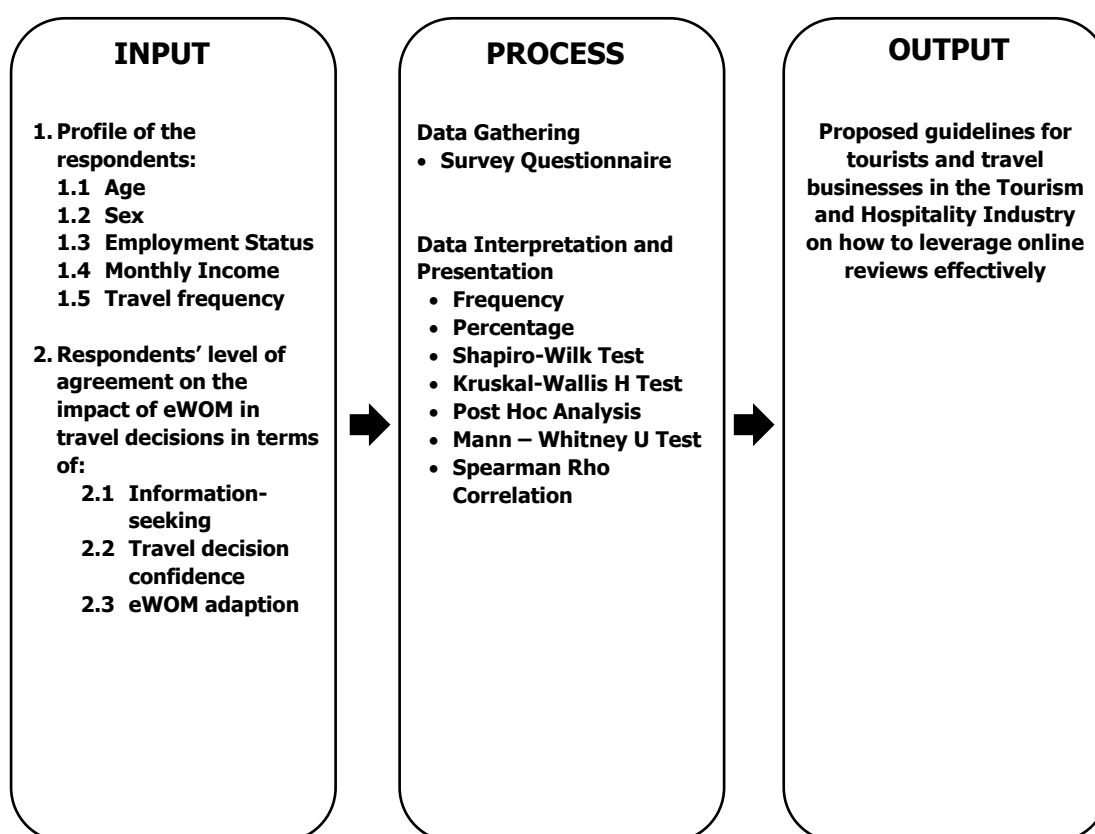 INPUT
1. Profile of the
respondents:
1.1 Age
1.2 Sex
1.3 Employment Status
1.4 Monthly Income
1.5 Travel frequency
2. Respondents’ level of
agreement on the
impact of eWOM in
travel decisions in terms
of:
2.1 Information-
seeking
2.2 Travel decision
confidence
2.3 eWOM adaption
PROCESS
Data Gathering
• Survey Questionnaire
Data Interpretation and
Presentation
• Frequency
• Percentage
• Shapiro-Wilk Test
• Kruskal-Wallis H Test
• Post Hoc Analysis
• Mann – Whitney U Test
• Spearman Rho
Correlation
OUTPUT
Proposed guidelines for
tourists and travel
businesses in the Tourism
and Hospitality Industry
on how to leverage online
reviews effectively